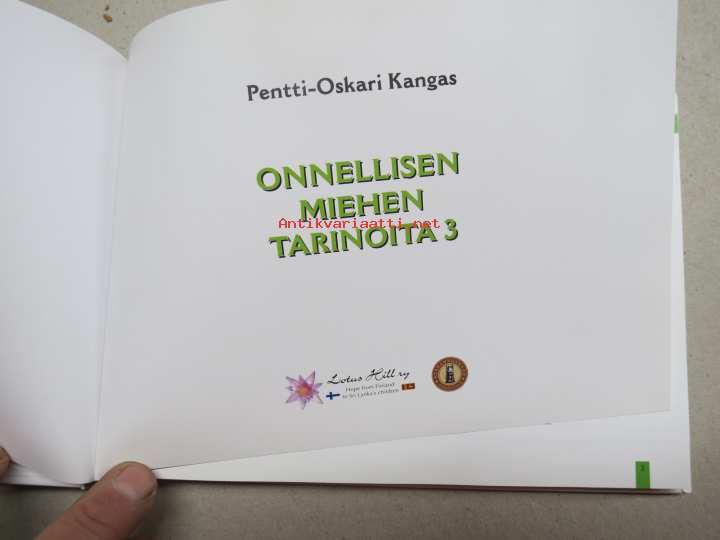 Pentti-Oskari Kangas
ONNELLISEN
MIEHEN
Antikvariaatti.net
TARINOITA 3
Lotus Hill ry
Hope from Finland
to Sri Lanka's children
3